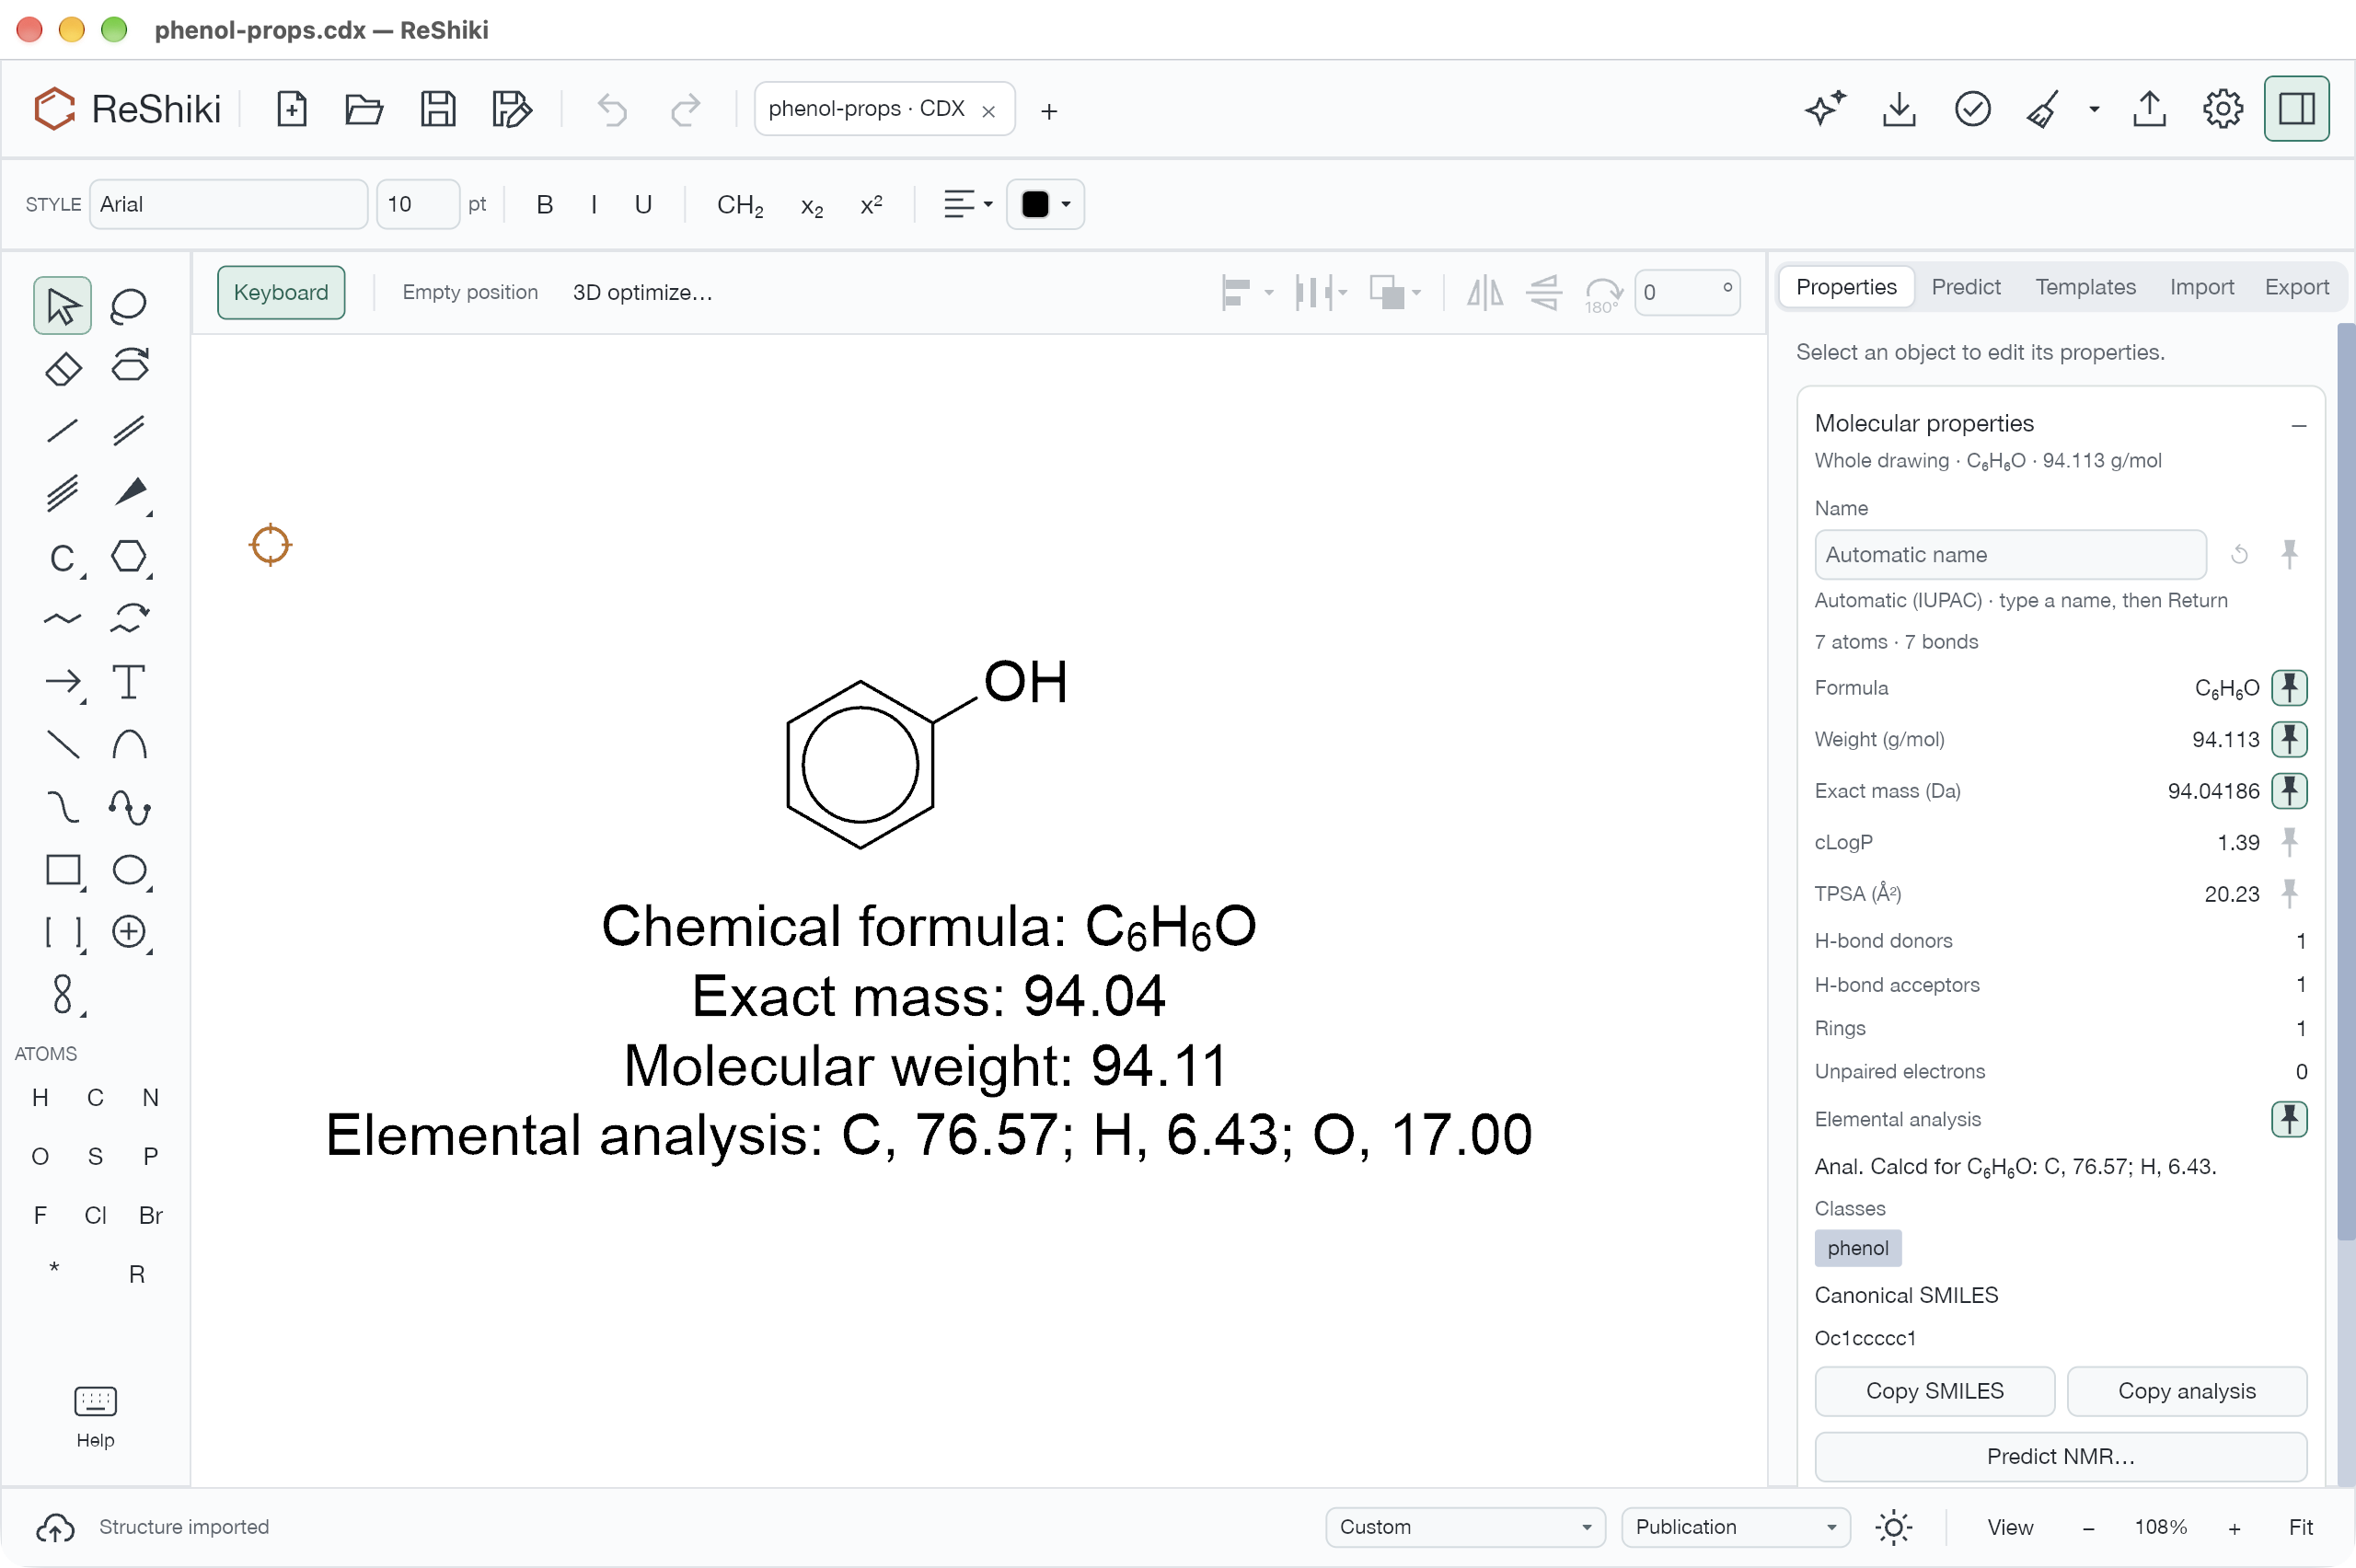 phenol-props.cdx — ReShiki
ReShiki
phenol-props · CDX ×
+
STYLE Arial 10 pt B I U CH₂ x₂ x²
Keyboard Empty position 3D optimize... 180° 0 °
Properties Predict Templates Import Export
Select an object to edit its properties.
Molecular properties –
Whole drawing · C₆H₆O · 94.113 g/mol
Name
Automatic name
Automatic (IUPAC) · type a name, then Return
7 atoms · 7 bonds
Formula C₆H₆O
Weight (g/mol) 94.113
Exact mass (Da) 94.04186
cLogP 1.39
TPSA (Å²) 20.23
H-bond donors 1
H-bond acceptors 1
Rings 1
Unpaired electrons 0
Elemental analysis
Anal. Calcd for C₆H₆O: C, 76.57; H, 6.43.
Classes
phenol
Canonical SMILES
Oc1ccccc1
Copy SMILES Copy analysis
Predict NMR...
OH
Chemical formula: C₆H₆O
Exact mass: 94.04
Molecular weight: 94.11
Elemental analysis: C, 76.57; H, 6.43; O, 17.00
C
T
[ ]
ATOMS
H C N
O S P
F Cl Br
* R
Help
Structure imported
Custom Publication View – 108% + Fit